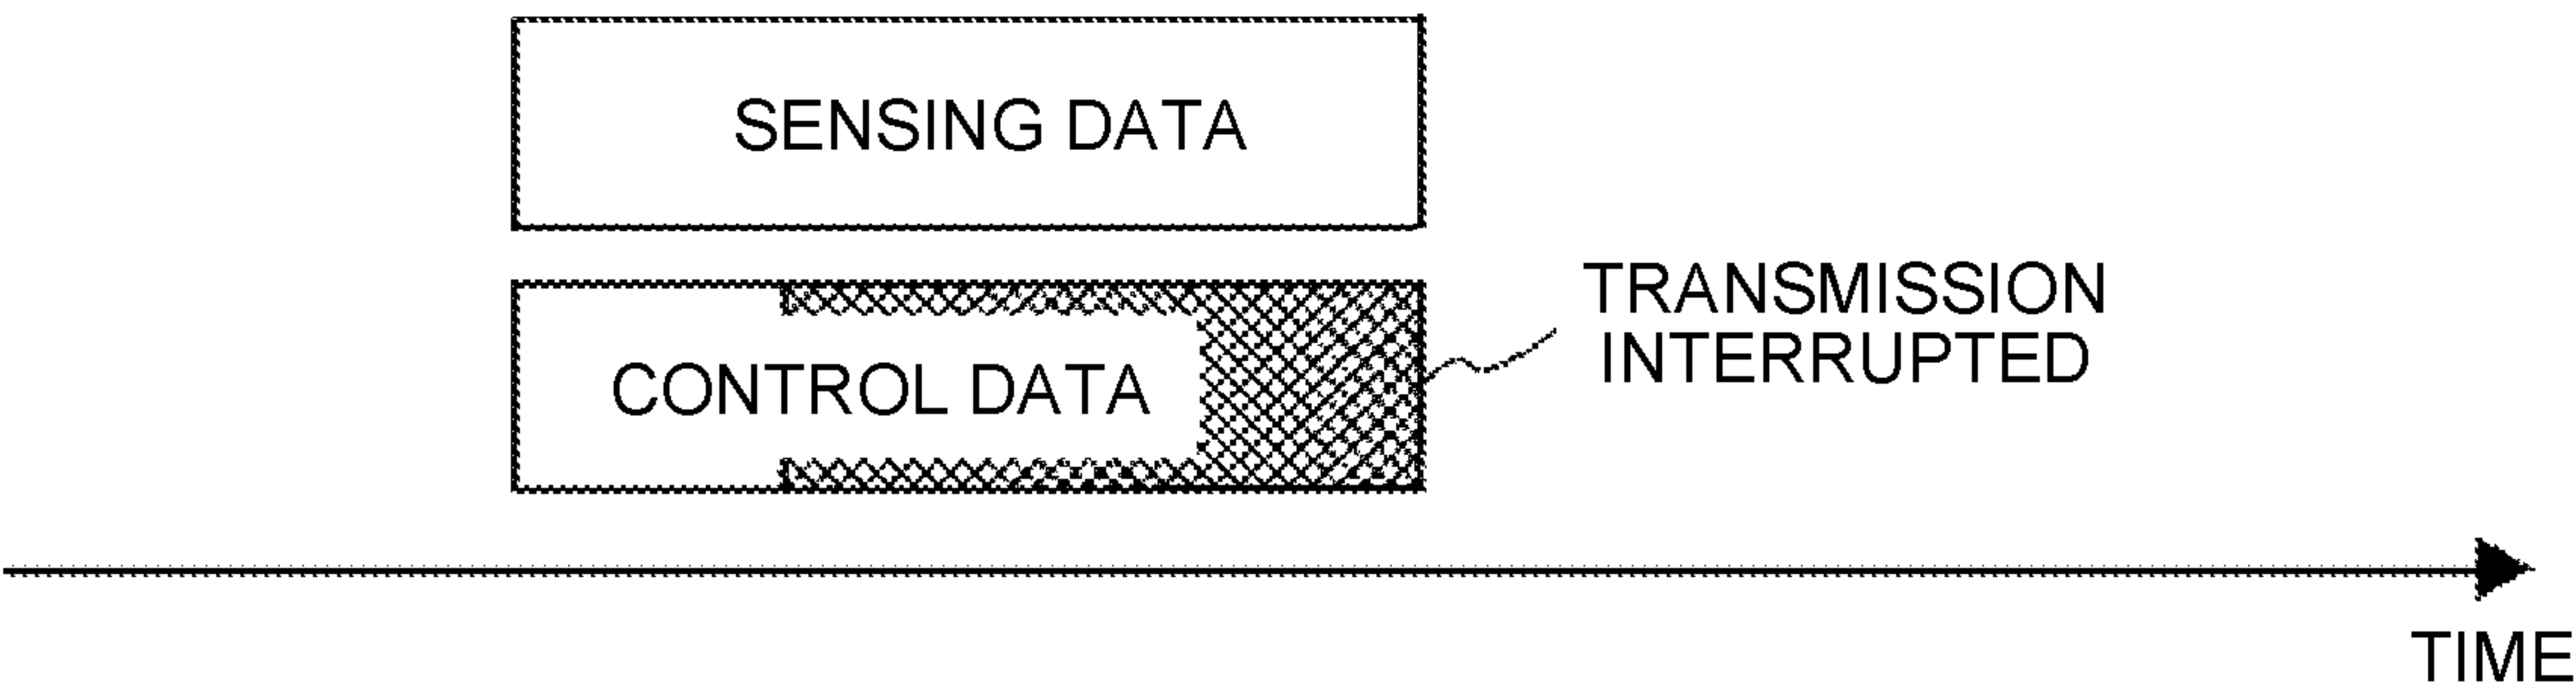 SENSING DATA
CONTROL DATA
TRANSMISSION
INTERRUPTED
TIME